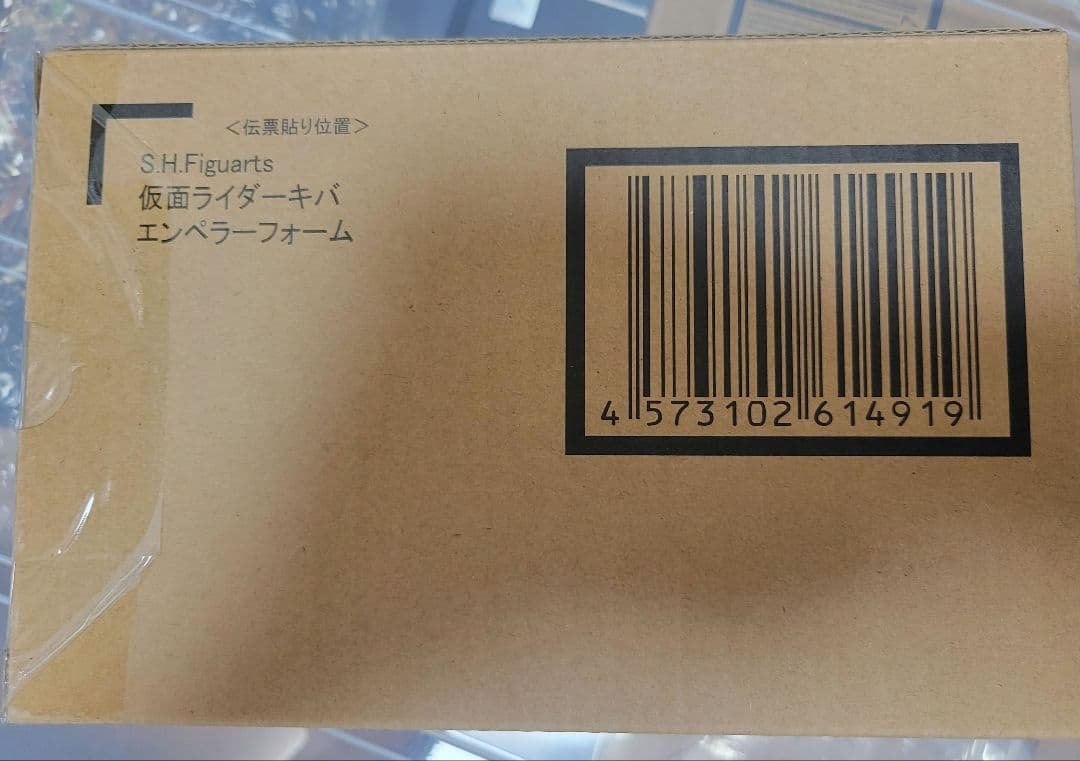 ＜伝票貼り位置＞
S.H.Figuarts
仮面ライダーキバ
エンペラーフォーム
4 573102 614919